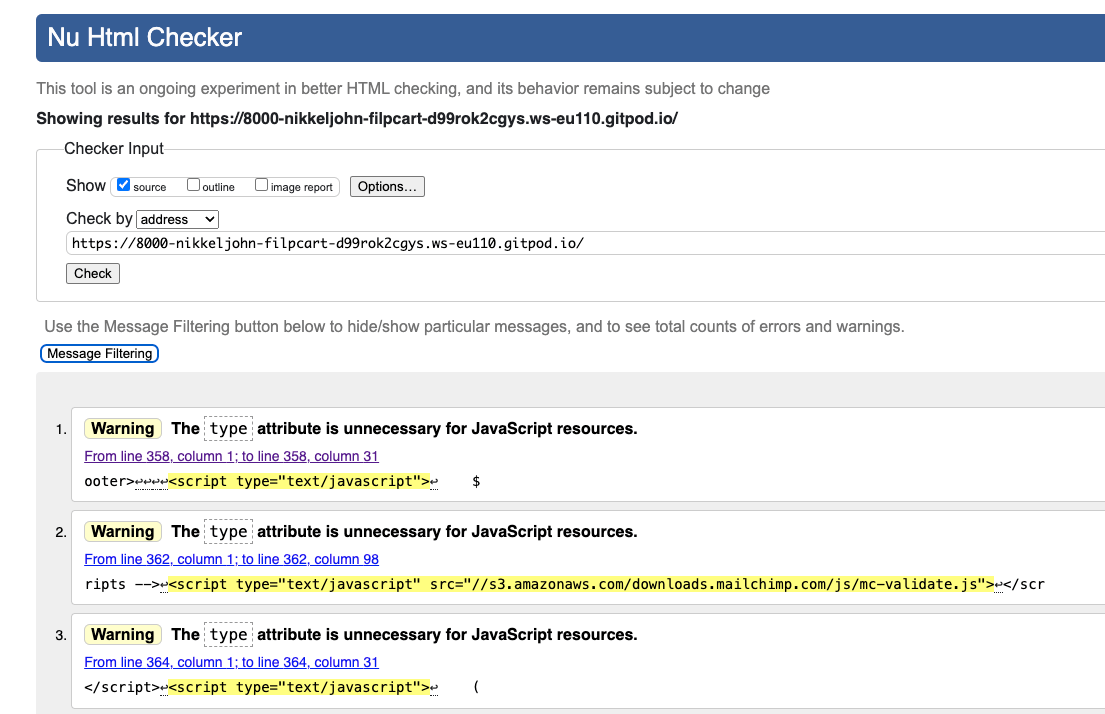 Nu Html Checker
This tool is an ongoing experiment in better HTML checking, and its behavior remains subject to change
Showing results for https://8000-nikkeljohn-filpcart-d99rok2cgys.ws-eu110.gitpod.io/
Checker Input
Show source outline image report Options...
Check by address
https://8000-nikkeljohn-filpcart-d99rok2cgys.ws-eu110.gitpod.io/
Check
Use the Message Filtering button below to hide/show particular messages, and to see total counts of errors and warnings.
Message Filtering
1. Warning The type attribute is unnecessary for JavaScript resources.
From line 358, column 1; to line 358, column 31
ooter>↩↩↩↩<script type="text/javascript">↩ $
2. Warning The type attribute is unnecessary for JavaScript resources.
From line 362, column 1; to line 362, column 98
ripts -->↩<script type="text/javascript" src="//s3.amazonaws.com/downloads.mailchimp.com/js/mc-validate.js">↩</scr
3. Warning The type attribute is unnecessary for JavaScript resources.
From line 364, column 1; to line 364, column 31
</script>↩<script type="text/javascript">↩ (